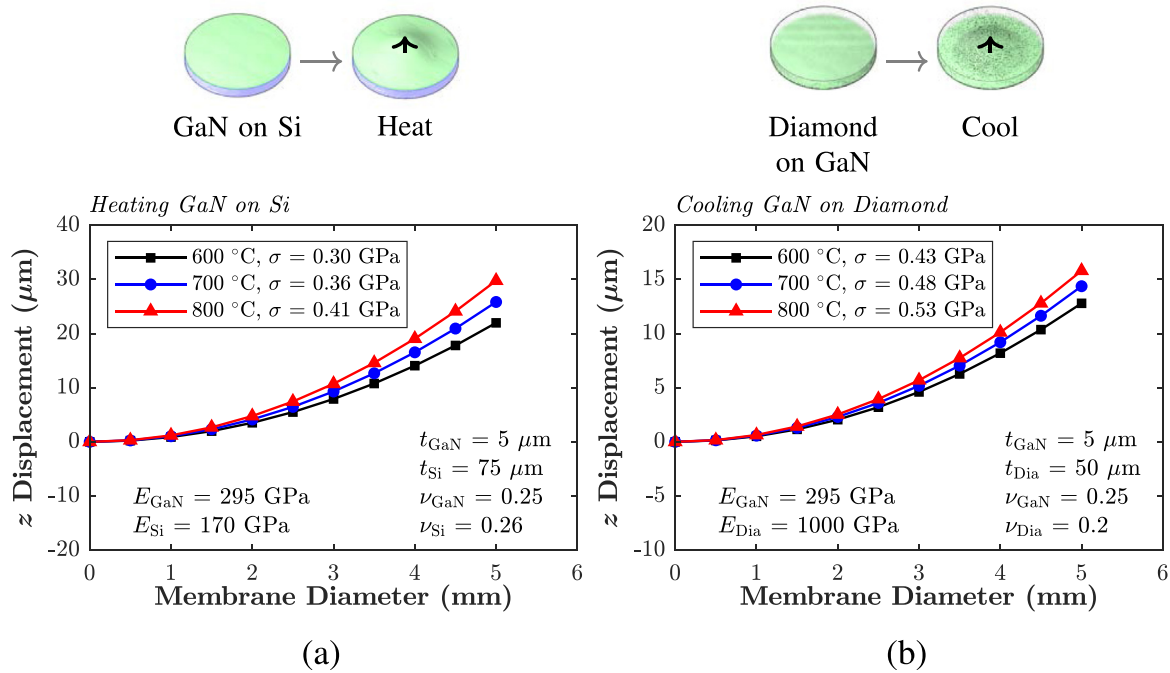 GaN on Si
Heat
Diamond
on GaN
Cool
Heating GaN on Si
z Displacement (μm)
40
30
20
10
0
-10
-20
600 °C, σ = 0.30 GPa
700 °C, σ = 0.36 GPa
800 °C, σ = 0.41 GPa
t_GaN = 5 μm
t_Si = 75 μm
E_GaN = 295 GPa
ν_GaN = 0.25
E_Si = 170 GPa
ν_Si = 0.26
0 1 2 3 4 5 6
Membrane Diameter (mm)
(a)
Cooling GaN on Diamond
z Displacement (μm)
20
15
10
5
0
-5
-10
600 °C, σ = 0.43 GPa
700 °C, σ = 0.48 GPa
800 °C, σ = 0.53 GPa
t_GaN = 5 μm
t_Dia = 50 μm
E_GaN = 295 GPa
ν_GaN = 0.25
E_Dia = 1000 GPa
ν_Dia = 0.2
0 1 2 3 4 5 6
Membrane Diameter (mm)
(b)